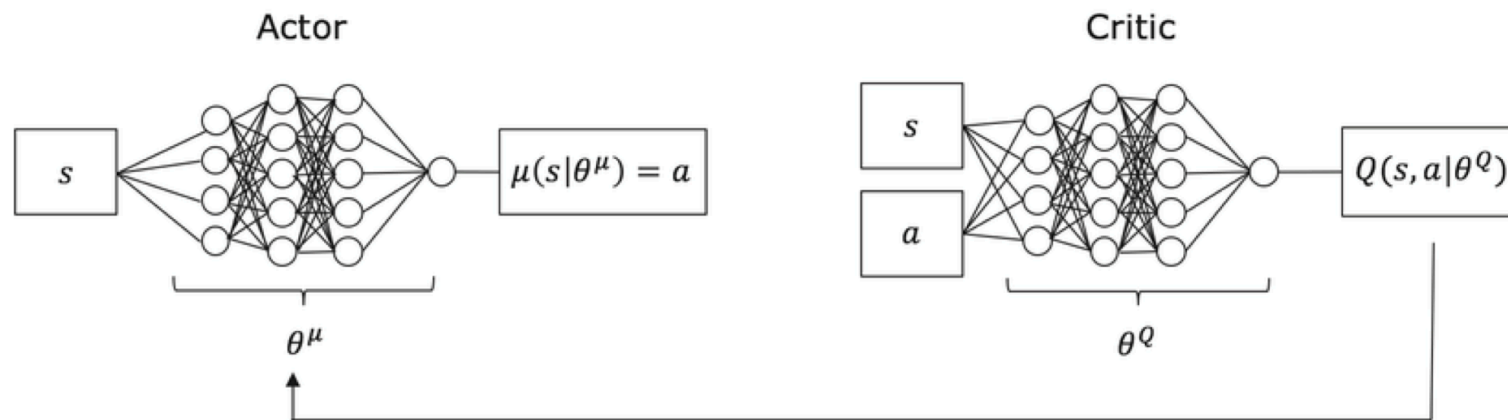 Actor
s
μ(s|θ^μ) = a
θ^μ
Critic
s
a
Q(s, a|θ^Q)
θ^Q